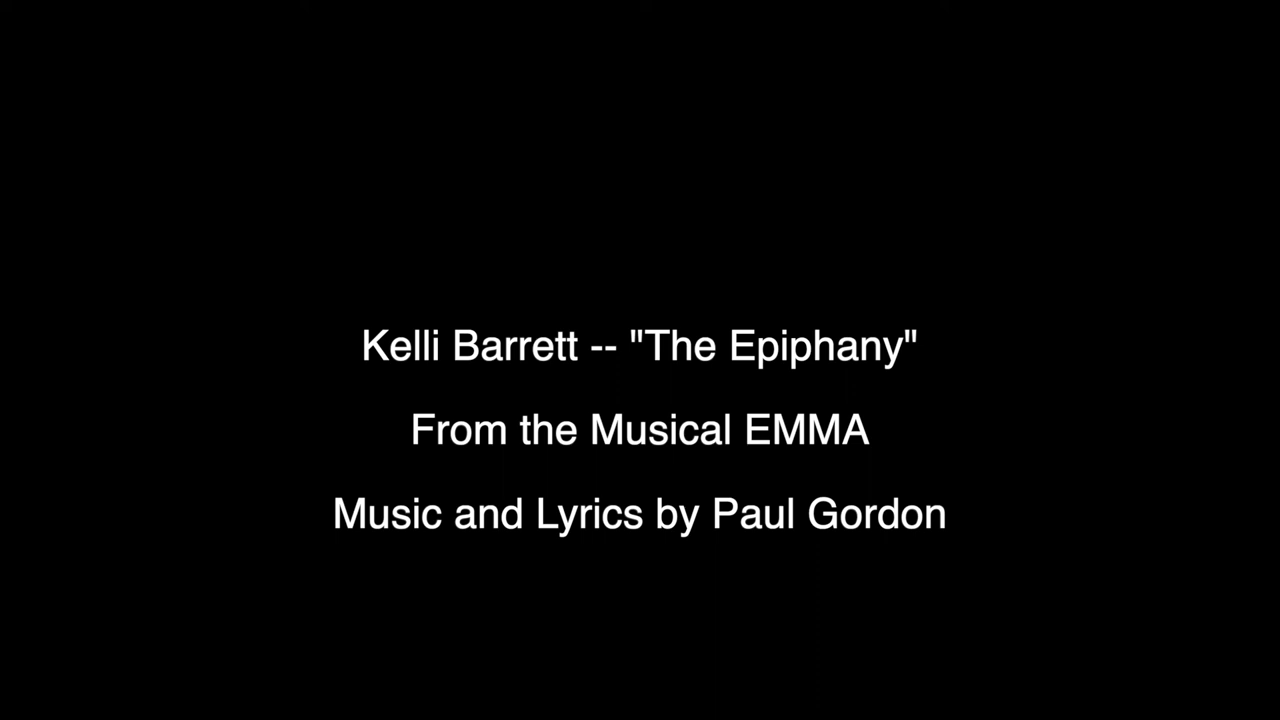 Kelli Barrett -- "The Epiphany"
From the Musical EMMA
Music and Lyrics by Paul Gordon